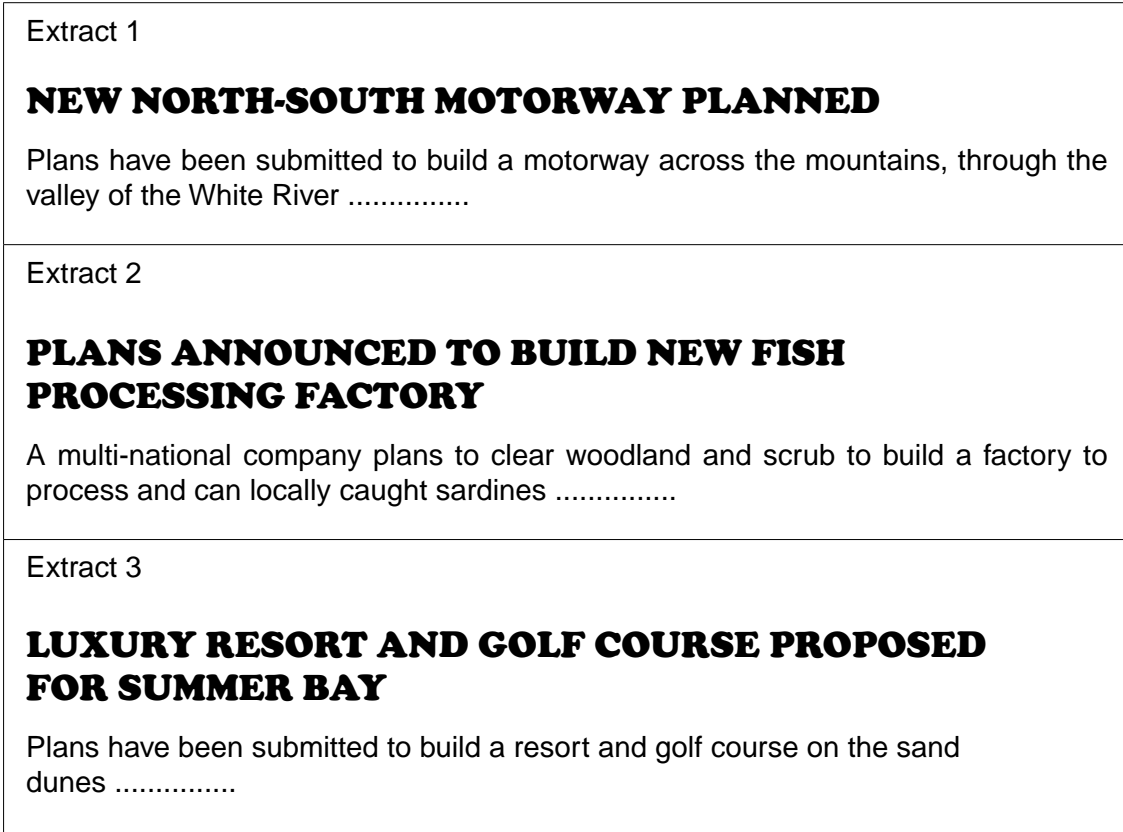 Extract 1
NEW NORTH-SOUTH MOTORWAY PLANNED
Plans have been submitted to build a motorway across the mountains, through the
valley of the White River ...............
Extract 2
PLANS ANNOUNCED TO BUILD NEW FISH
PROCESSING FACTORY
A multi-national company plans to clear woodland and scrub to build a factory to
process and can locally caught sardines ...............
Extract 3
LUXURY RESORT AND GOLF COURSE PROPOSED
FOR SUMMER BAY
Plans have been submitted to build a resort and golf course on the sand
dunes ...............